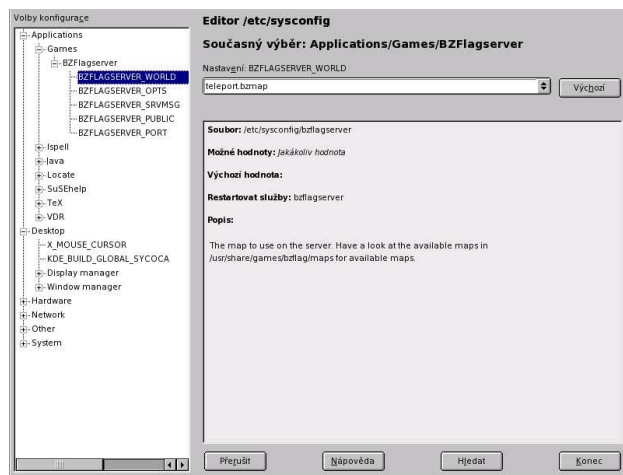 Volby konfigurace
Applications
Games
BZFlagserver
BZFLAGSERVER_WORLD
BZFLAGSERVER_OPTS
BZFLAGSERVER_SRVMSG
BZFLAGSERVER_PUBLIC
BZFLAGSERVER_PORT
Ispell
Java
Locate
SuSEhelp
TeX
VDR
Desktop
X_MOUSE_CURSOR
KDE_BUILD_GLOBAL_SYCOCA
Display manager
Window manager
Hardware
Network
Other
System
Editor /etc/sysconfig
Současný výběr: Applications/Games/BZFlagserver
Nastavení: BZFLAGSERVER_WORLD
teleport.bzmap
Výchozí
Soubor: /etc/sysconfig/bzflagserver
Možné hodnoty: Jakákoliv hodnota
Výchozí hodnota:
Restartovat služby: bzflagserver
Popis:
The map to use on the server. Have a look at the available maps in
/usr/share/games/bzflag/maps for available maps.
Přerušit
Nápověda
Hledat
Konec